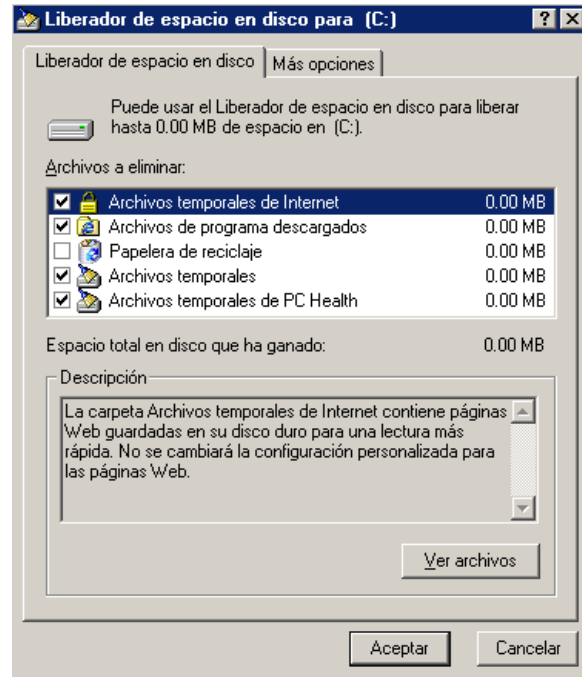 Liberador de espacio en disco para (C:)
Liberador de espacio en disco
Más opciones
Puede usar el Liberador de espacio en disco para liberar
hasta 0.00 MB de espacio en (C:).
Archivos a eliminar:
Archivos temporales de Internet 0.00 MB
Archivos de programa descargados 0.00 MB
Papelera de reciclaje 0.00 MB
Archivos temporales 0.00 MB
Archivos temporales de PC Health 0.00 MB
Espacio total en disco que ha ganado: 0.00 MB
Descripción
La carpeta Archivos temporales de Internet contiene páginas
Web guardadas en su disco duro para una lectura más
rápida. No se cambiará la configuración personalizada para
las páginas Web.
Ver archivos
Aceptar
Cancelar